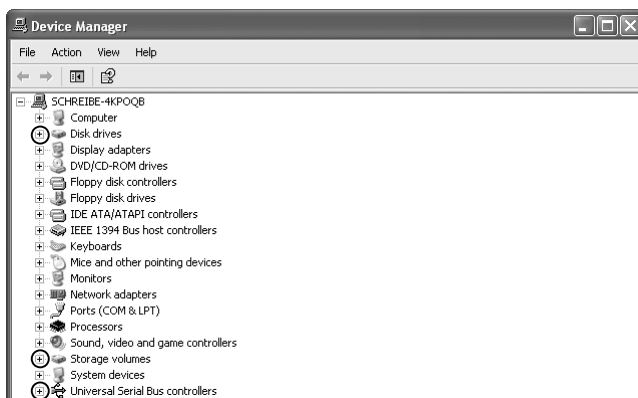 Device Manager
File Action View Help
SCHREIBE-4KPOQB
Computer
Disk drives
Display adapters
DVD/CD-ROM drives
Floppy disk controllers
Floppy disk drives
IDE ATA/ATAPI controllers
IEEE 1394 Bus host controllers
Keyboards
Mice and other pointing devices
Monitors
Network adapters
Ports (COM & LPT)
Processors
Sound, video and game controllers
Storage volumes
System devices
Universal Serial Bus controllers